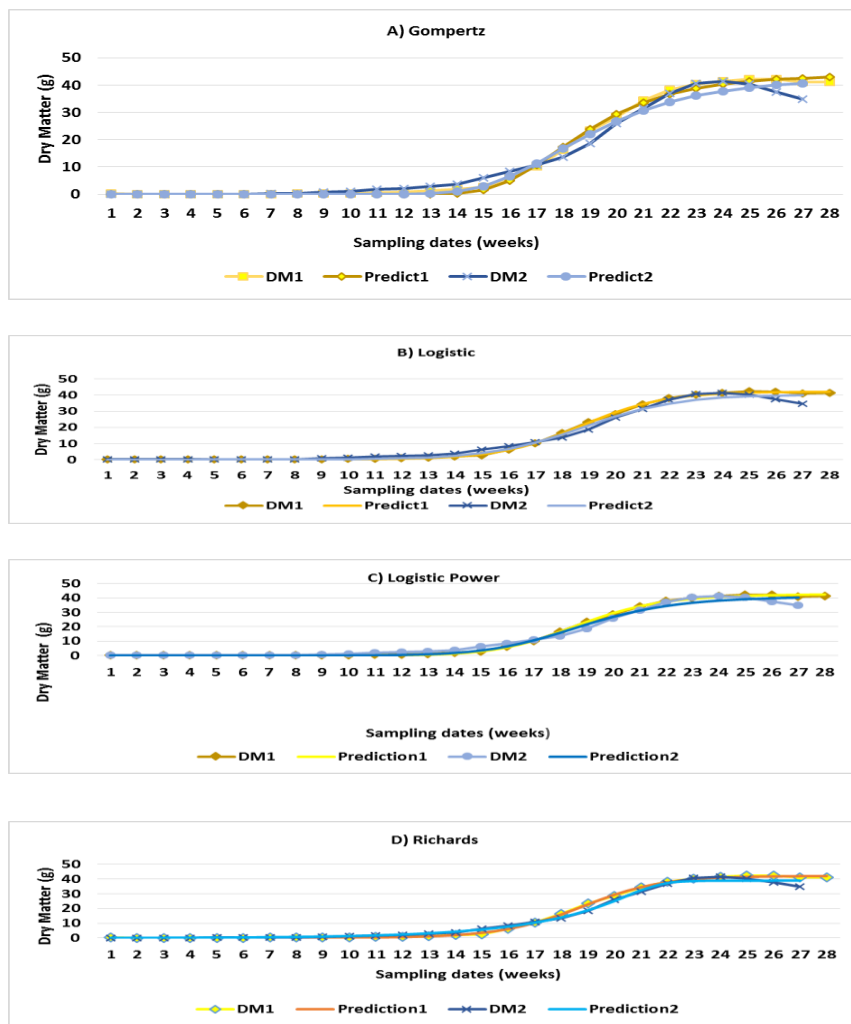 A) Gompertz
50
40
30
20
10
0
Dry Matter (g)
1 2 3 4 5 6 7 8 9 10 11 12 13 14 15 16 17 18 19 20 21 22 23 24 25 26 27 28
Sampling dates (weeks)
DM1 Predict1 DM2 Predict2
B) Logistic
50
40
30
20
10
0
Dry Matter (g)
1 2 3 4 5 6 7 8 9 10 11 12 13 14 15 16 17 18 19 20 21 22 23 24 25 26 27 28
Sampling dates (weeks)
DM1 Predict1 DM2 Predict2
C) Logistic Power
50
40
30
20
10
0
Dry Matter (g)
1 2 3 4 5 6 7 8 9 10 11 12 13 14 15 16 17 18 19 20 21 22 23 24 25 26 27 28
Sampling dates (weeks)
DM1 Prediction1 DM2 Prediction2
D) Richards
50
40
30
20
10
0
Dry Matter (g)
1 2 3 4 5 6 7 8 9 10 11 12 13 14 15 16 17 18 19 20 21 22 23 24 25 26 27 28
Sampling dates (weeks)
DM1 Prediction1 DM2 Prediction2